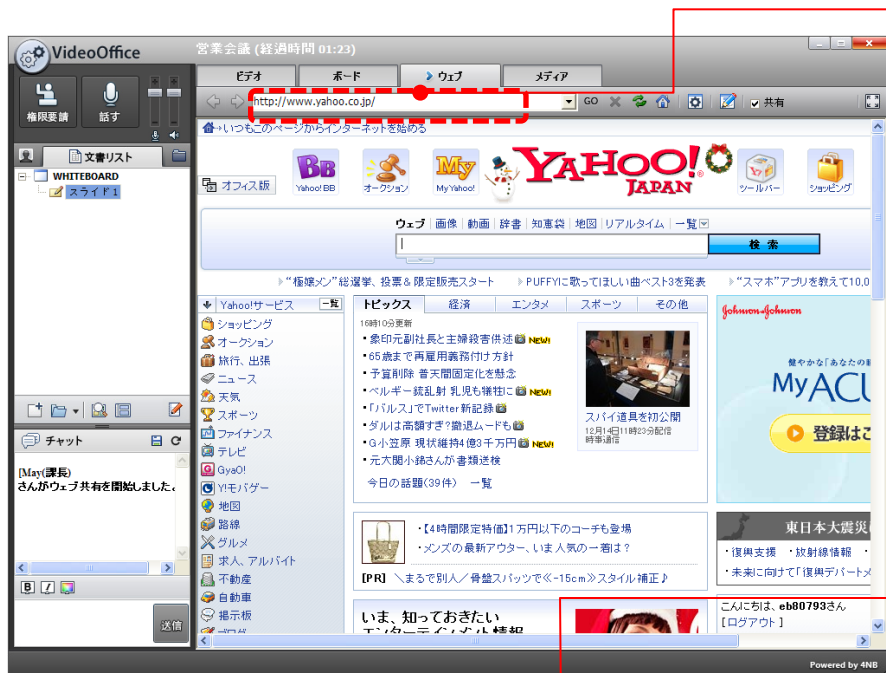 VideoOffice
営業会議 (経過時間 01:23)
権限要請
話す
ビデオ
ボード
ウェブ
メディア
http://www.yahoo.co.jp/
GO
共有
文書リスト
WHITEBOARD
スライド1
いつもこのページからインターネットを始める
オフィス版
Yahoo! BB
オークション
My Yahoo!
YAHOO! JAPAN
ツールバー
ショッピング
ウェブ | 画像 | 動画 | 辞書 | 知恵袋 | 地図 | リアルタイム | 一覧
検索
“極嬢メン”総選挙、投票&限定販売スタート
PUFFYに歌ってほしい曲ベスト3を発表
“スマホ”アプリを教えて10,0
Yahoo!サービス
一覧
ショッピング
オークション
旅行、出張
ニュース
天気
スポーツ
ファイナンス
テレビ
GyaO!
Y!モバゲー
地図
路線
グルメ
求人、アルバイト
不動産
自動車
掲示板
ブログ
トピックス
経済
エンタメ
スポーツ
その他
16時10分更新
・象印元副社長と主婦殺害供述 NEW!
・65歳まで再雇用義務付け方針
・予算削除 普天間固定化を懸念
・ベルギー銃乱射 乳児も犠牲に NEW!
・「バルス」でTwitter新記録
・ダルは高額すぎ?撤退ムードも
・G小笠原 現状維持4億3千万円 NEW!
・元大関小錦さんが書類送検
今日の話題(39件)
一覧
スパイ道具を初公開
12月14日11時23分配信
時事通信
・【4時間限定特価】1万円以下のコーチも登場
・メンズの最新アウター、いま人気の一着は?
[PR] ＼まるで別人／骨盤スパッツで≪-15cm≫スタイル補正♪
いま、知っておきたい
エンターテインメント情報
Johnson&Johnson
健やかな「あなたの
My ACU
登録はこ
東日本大震災
・復興支援 ・放射線情報 ・
・未来に向けて「復興デパートメ
こんにちは、eb80793さん
[ログアウト]
チャット
[May(課長)
さんがウェブ共有を開始しました。
B
I
送信
Powered by 4NB